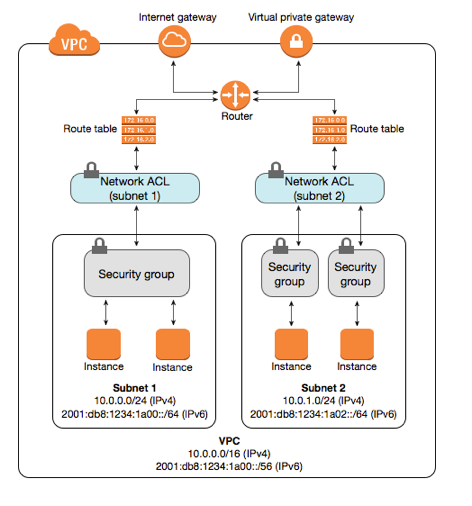 Internet gateway
Virtual private gateway
VPC
Router
Route table
172.16.0.0
172.16.1.0
172.16.2.0
172.16.0.0
172.16.1.0
172.16.2.0
Route table
Network ACL
(subnet 1)
Network ACL
(subnet 2)
Security group
Security
group
Security
group
Instance
Instance
Instance
Instance
Subnet 1
10.0.0.0/24 (IPv4)
2001:db8:1234:1a00::/64 (IPv6)
Subnet 2
10.0.1.0/24 (IPv4)
2001:db8:1234:1a02::/64 (IPv6)
VPC
10.0.0.0/16 (IPv4)
2001:db8:1234:1a00::/56 (IPv6)